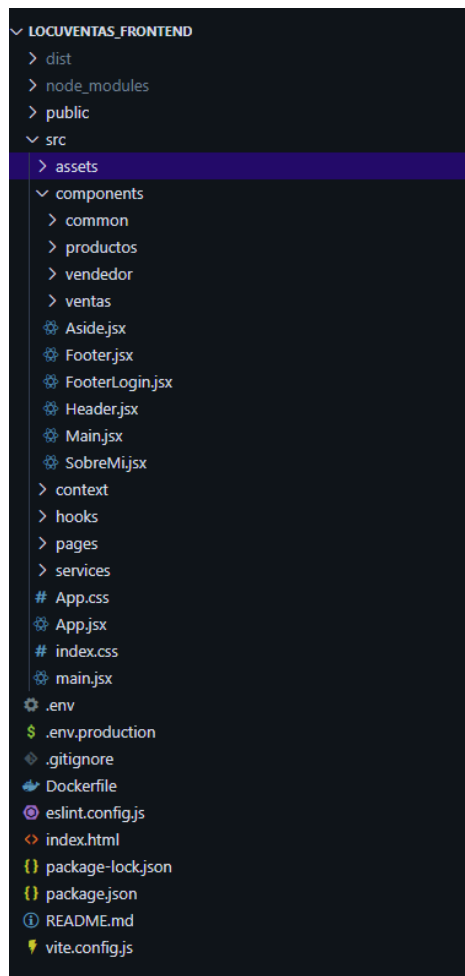 LOCUVENTAS_FRONTEND
dist
node_modules
public
src
assets
components
common
productos
vendedor
ventas
Aside.jsx
Footer.jsx
FooterLogin.jsx
Header.jsx
Main.jsx
SobreMi.jsx
context
hooks
pages
services
# App.css
App.jsx
# index.css
main.jsx
.env
$ .env.production
.gitignore
Dockerfile
eslint.config.js
<> index.html
{} package-lock.json
{} package.json
README.md
vite.config.js